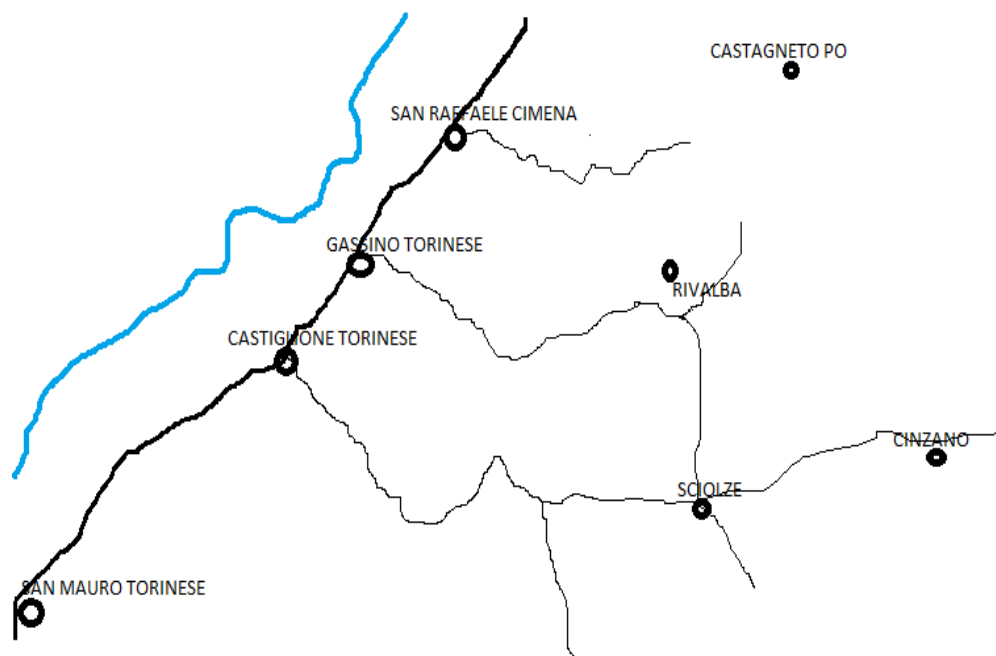 CASTAGNETO PO
SAN RAFFAELE CIMENA
GASSINO TORINESE
RIVALBA
CASTIGLIONE TORINESE
CINZANO
SCIOLZE
SAN MAURO TORINESE